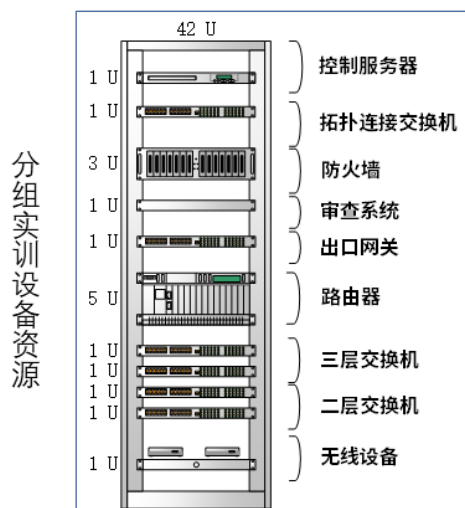 42 U
1 U 控制服务器
1 U 拓扑连接交换机
3 U 防火墙
1 U 审查系统
1 U 出口网关
5 U 路由器
1 U
1 U 三层交换机
1 U
1 U 二层交换机
1 U 无线设备
分组实训设备资源